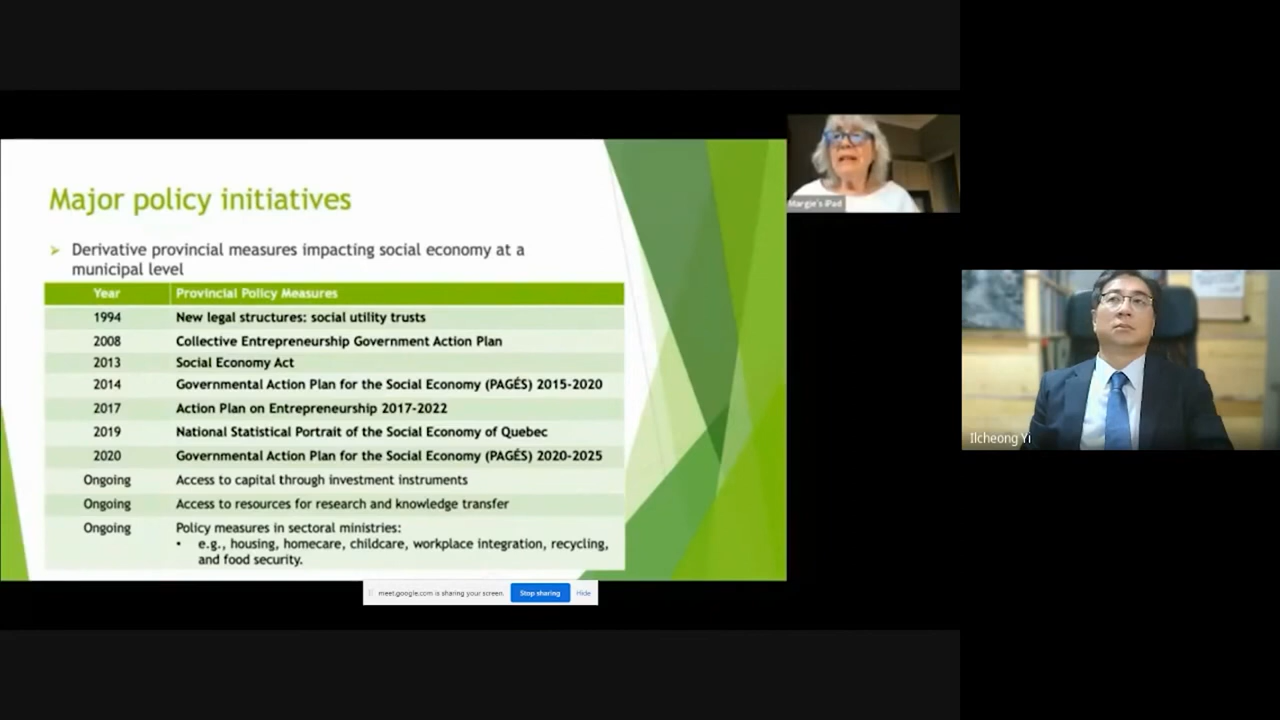 Major policy initiatives
Derivative provincial measures impacting social economy at a
municipal level
Year Provincial Policy Measures
1994 New legal structures: social utility trusts
2008 Collective Entrepreneurship Government Action Plan
2013 Social Economy Act
2014 Governmental Action Plan for the Social Economy (PAGÉS) 2015-2020
2017 Action Plan on Entrepreneurship 2017-2022
2019 National Statistical Portrait of the Social Economy of Quebec
2020 Governmental Action Plan for the Social Economy (PAGÉS) 2020-2025
Ongoing Access to capital through investment instruments
Ongoing Access to resources for research and knowledge transfer
Ongoing Policy measures in sectoral ministries:
• e.g., housing, homecare, childcare, workplace integration, recycling,
and food security.
meet.google.com is sharing your screen. Stop sharing Hide
Margie's iPad
Ilcheong Yi